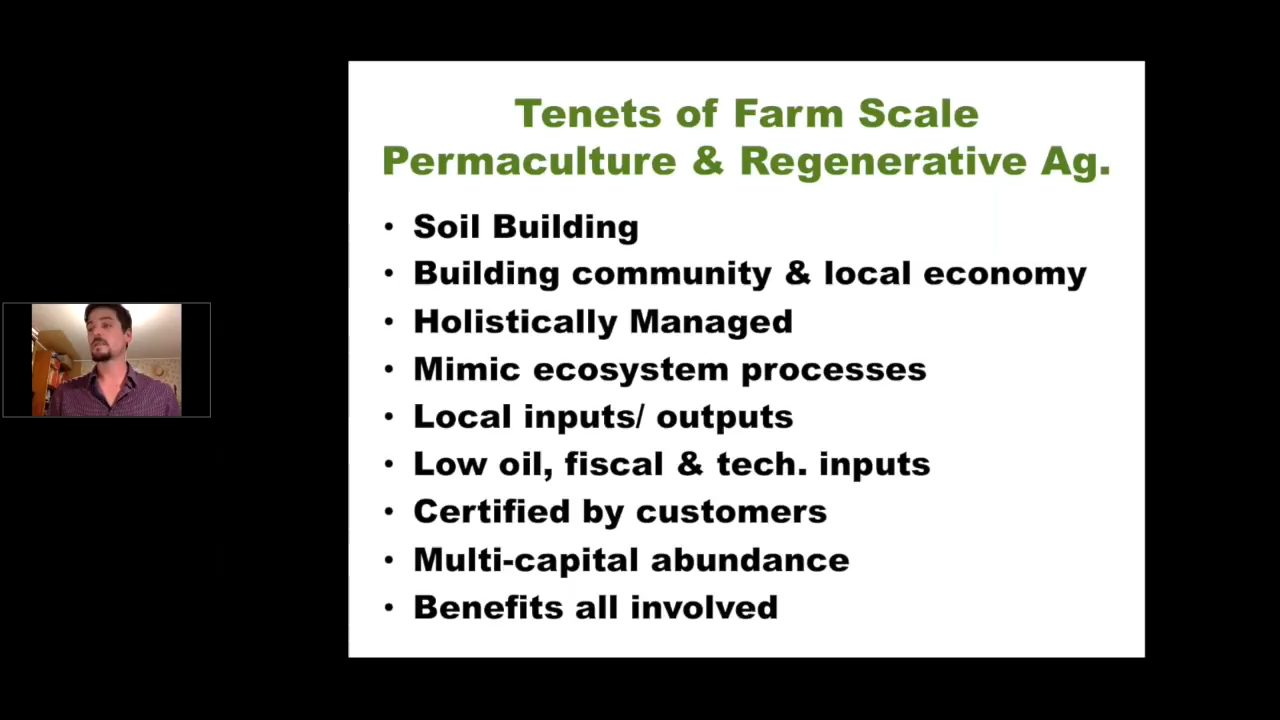 Tenets of Farm Scale
Permaculture & Regenerative Ag.
• Soil Building
• Building community & local economy
• Holistically Managed
• Mimic ecosystem processes
• Local inputs/ outputs
• Low oil, fiscal & tech. inputs
• Certified by customers
• Multi-capital abundance
• Benefits all involved